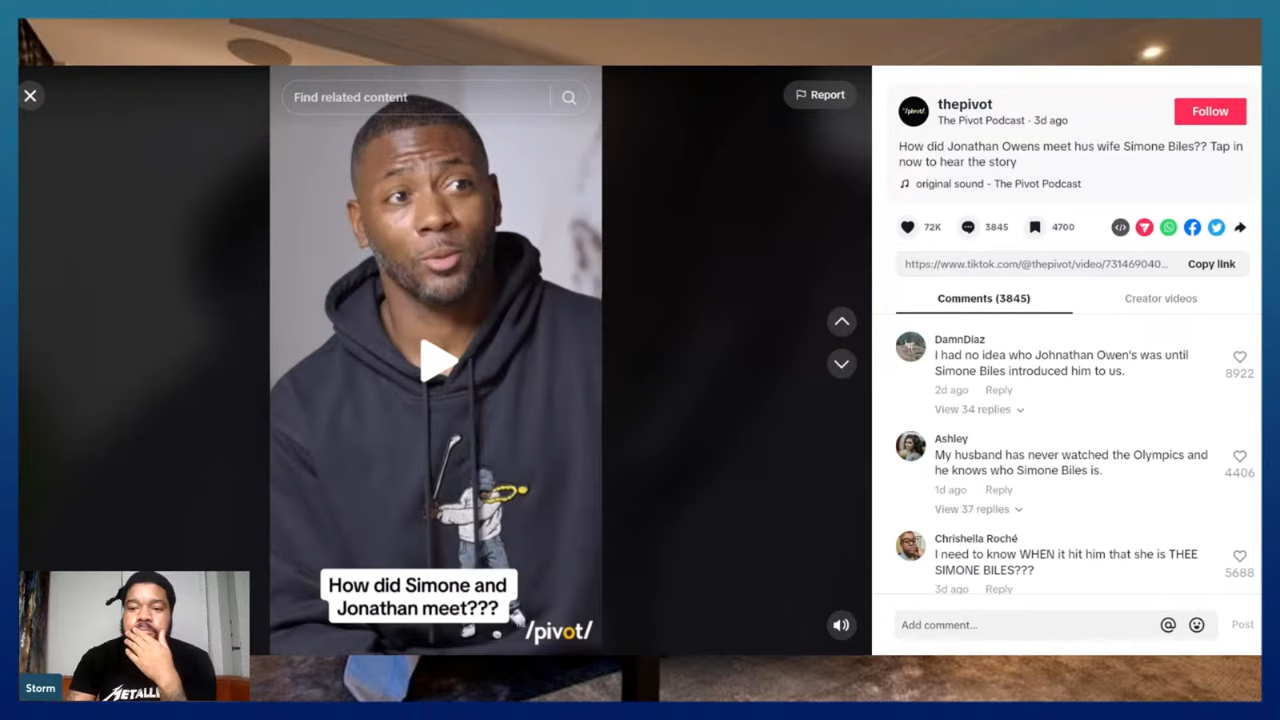 Find related content
Report
How did Simone and
Jonathan meet???
/pivot/
Storm
METALL
/pivot/
thepivot
The Pivot Podcast · 3d ago
Follow
How did Jonathan Owens meet hus wife Simone Biles?? Tap in
now to hear the story
original sound - The Pivot Podcast
72K
3845
4700
https://www.tiktok.com/@thepivot/video/731469040...
Copy link
Comments (3845)
Creator videos
DamnDiaz
I had no idea who Johnathan Owen's was until
Simone Biles introduced him to us.
8922
2d ago Reply
View 34 replies
Ashley
My husband has never watched the Olympics and
he knows who Simone Biles is.
4406
1d ago Reply
View 37 replies
Chrishella Roché
I need to know WHEN it hit him that she is THEE
SIMONE BILES???
5688
3d ago Reply
Add comment...
@
Post